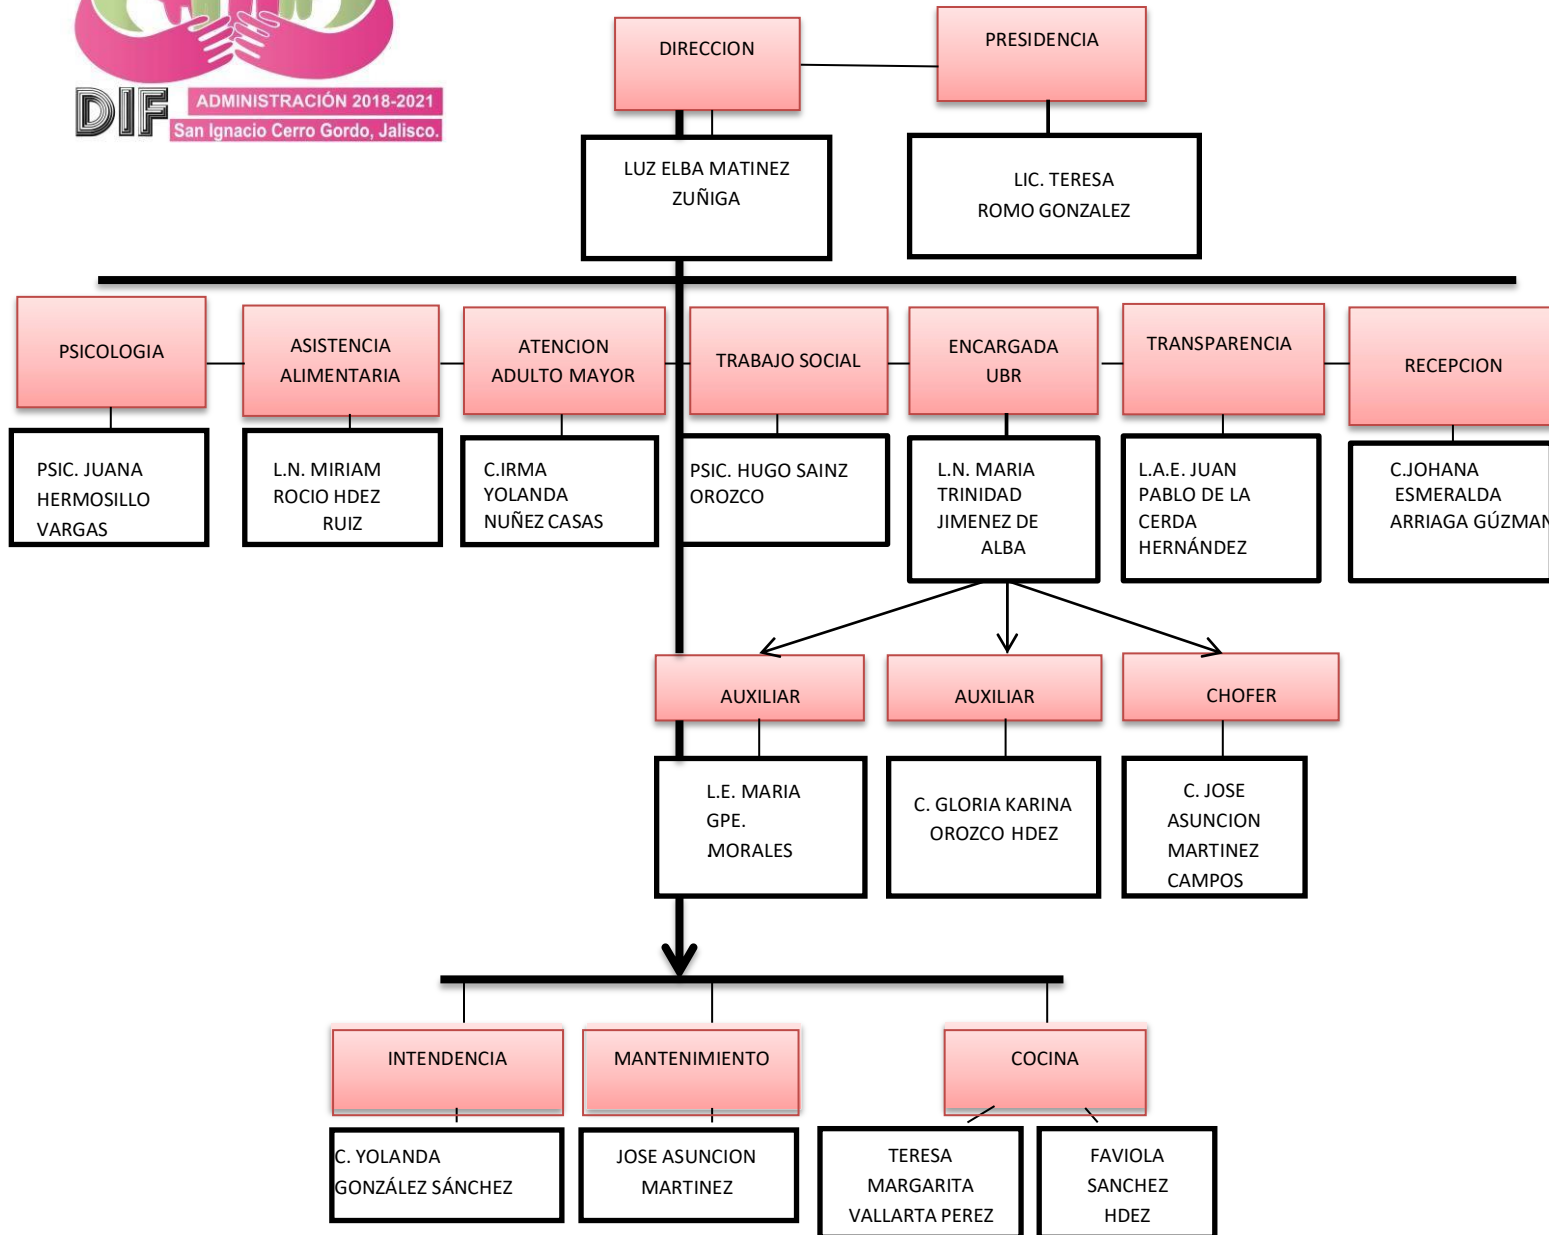 DIF
ADMINISTRACIÓN 2018-2021
San Ignacio Cerro Gordo, Jalisco.
DIRECCION
PRESIDENCIA
LUZ ELBA MATINEZ
ZUÑIGA
LIC. TERESA
ROMO GONZALEZ
PSICOLOGIA
ASISTENCIA
ALIMENTARIA
ATENCION
ADULTO MAYOR
TRABAJO SOCIAL
ENCARGADA
UBR
TRANSPARENCIA
RECEPCION
PSIC. JUANA
HERMOSILLO
VARGAS
L.N. MIRIAM
ROCIO HDEZ
RUIZ
C.IRMA
YOLANDA
NUÑEZ CASAS
PSIC. HUGO SAINZ
OROZCO
L.N. MARIA
TRINIDAD
JIMENEZ DE
ALBA
L.A.E. JUAN
PABLO DE LA
CERDA
HERNÁNDEZ
C.JOHANA
ESMERALDA
ARRIAGA GÚZMAN
AUXILIAR
AUXILIAR
CHOFER
L.E. MARIA
GPE.
.MORALES
C. GLORIA KARINA
OROZCO HDEZ
C. JOSE
ASUNCION
MARTINEZ
CAMPOS
INTENDENCIA
MANTENIMIENTO
COCINA
C. YOLANDA
GONZÁLEZ SÁNCHEZ
JOSE ASUNCION
MARTINEZ
TERESA
MARGARITA
VALLARTA PEREZ
FAVIOLA
SANCHEZ
HDEZ